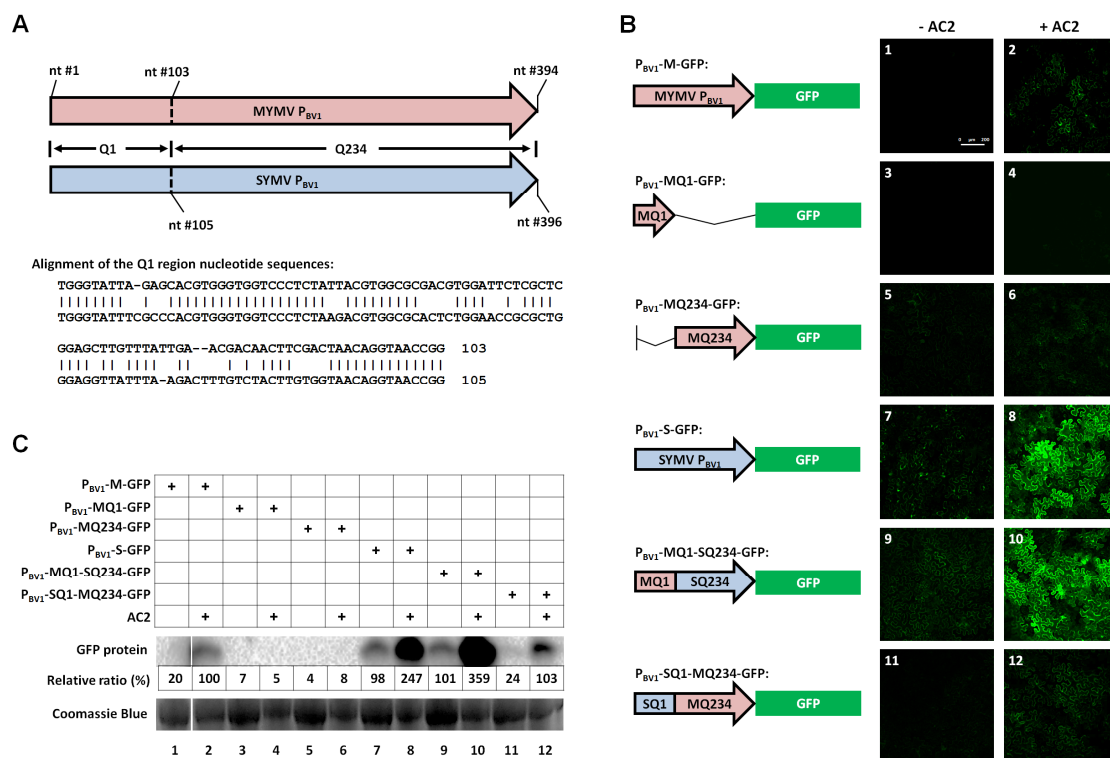 A
nt #1
nt #103
nt #394
MYMV PBV1
Q1
Q234
SYMV PBV1
nt #105
nt #396
Alignment of the Q1 region nucleotide sequences:
TGGGTATTA-GAGCACGTGGGTGGTCCCTCTATTACGTGGCGCGACGTGGATTCTCGCTC
TGGGTATTTCGCCCACGTGGGTGGTCCCTCTAAGACGTGGCGCACTCTGGAACCGCGCTG
GGAGCTTGTTTATTGA--ACGACAACTTCGACTAACAGGTAACCGG 103
GGAGGTTATTTA-AGACTTTGTCTACTTGTGGTAACAGGTAACCGG 105
B
- AC2
+ AC2
PBV1-M-GFP:
MYMV PBV1
GFP
1
0 µm 200
2
PBV1-MQ1-GFP:
MQ1
GFP
3
4
PBV1-MQ234-GFP:
MQ234
GFP
5
6
PBV1-S-GFP:
SYMV PBV1
GFP
7
8
PBV1-MQ1-SQ234-GFP:
MQ1
SQ234
GFP
9
10
PBV1-SQ1-MQ234-GFP:
SQ1
MQ234
GFP
11
12
C
PBV1-M-GFP + +
PBV1-MQ1-GFP + +
PBV1-MQ234-GFP + +
PBV1-S-GFP + +
PBV1-MQ1-SQ234-GFP + +
PBV1-SQ1-MQ234-GFP + +
AC2 + + + + + +
GFP protein
Relative ratio (%) 20 100 7 5 4 8 98 247 101 359 24 103
Coomassie Blue
1 2 3 4 5 6 7 8 9 10 11 12